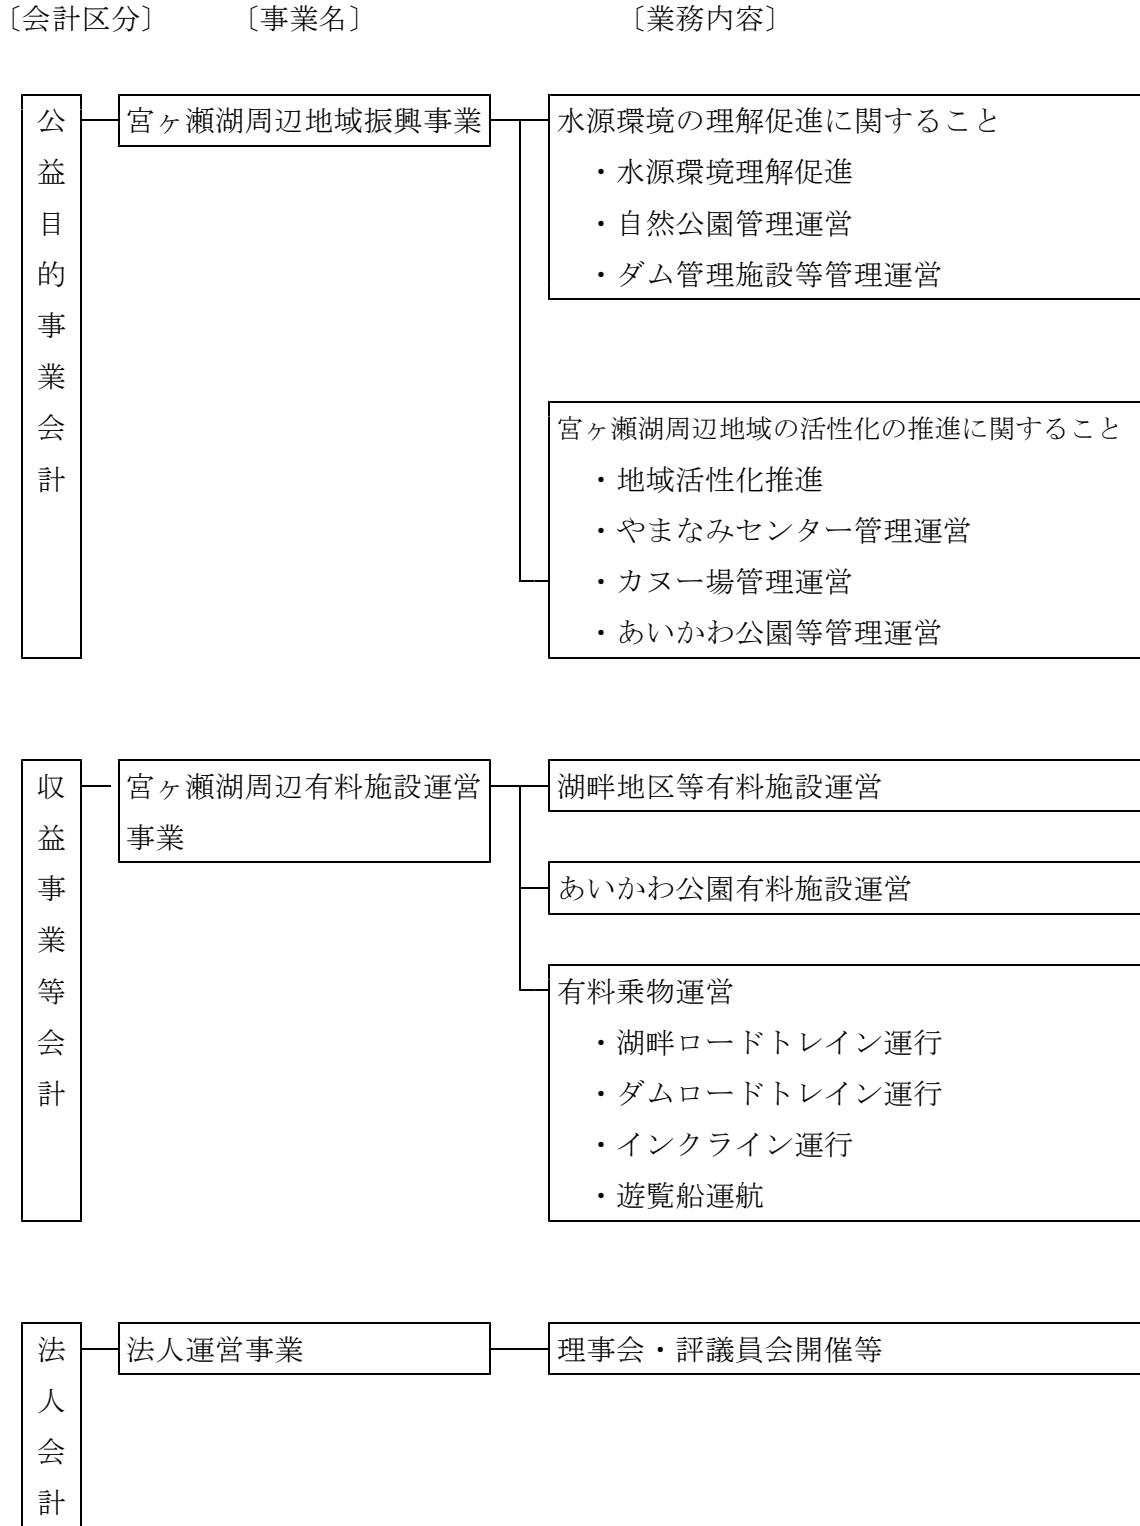 〔会計区分〕 〔事業名〕 〔業務内容〕
公益目的事業会計
宮ヶ瀬湖周辺地域振興事業
水源環境の理解促進に関すること
・水源環境理解促進
・自然公園管理運営
・ダム管理施設等管理運営
宮ヶ瀬湖周辺地域の活性化の推進に関すること
・地域活性化推進
・やまなみセンター管理運営
・カヌー場管理運営
・あいかわ公園等管理運営
収益事業等会計
宮ヶ瀬湖周辺有料施設運営
事業
湖畔地区等有料施設運営
あいかわ公園有料施設運営
有料乗物運営
・湖畔ロードトレイン運行
・ダムロードトレイン運行
・インクライン運行
・遊覧船運航
法人会計
法人運営事業
理事会・評議員会開催等